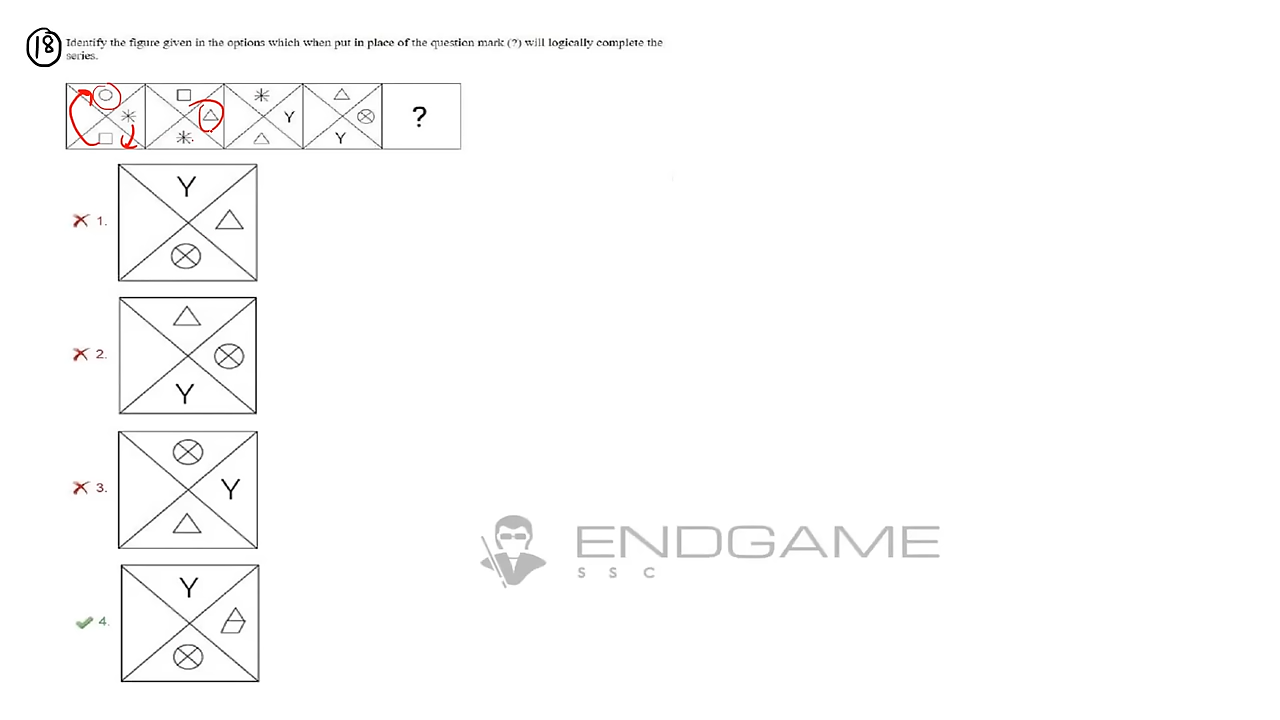 18 Identify the figure given in the options which when put in place of the question mark (?) will logically complete the
series.
Y Y
?
Y
1.
2.
Y
Y
3.
Y
4.
ENDGAME
SSC